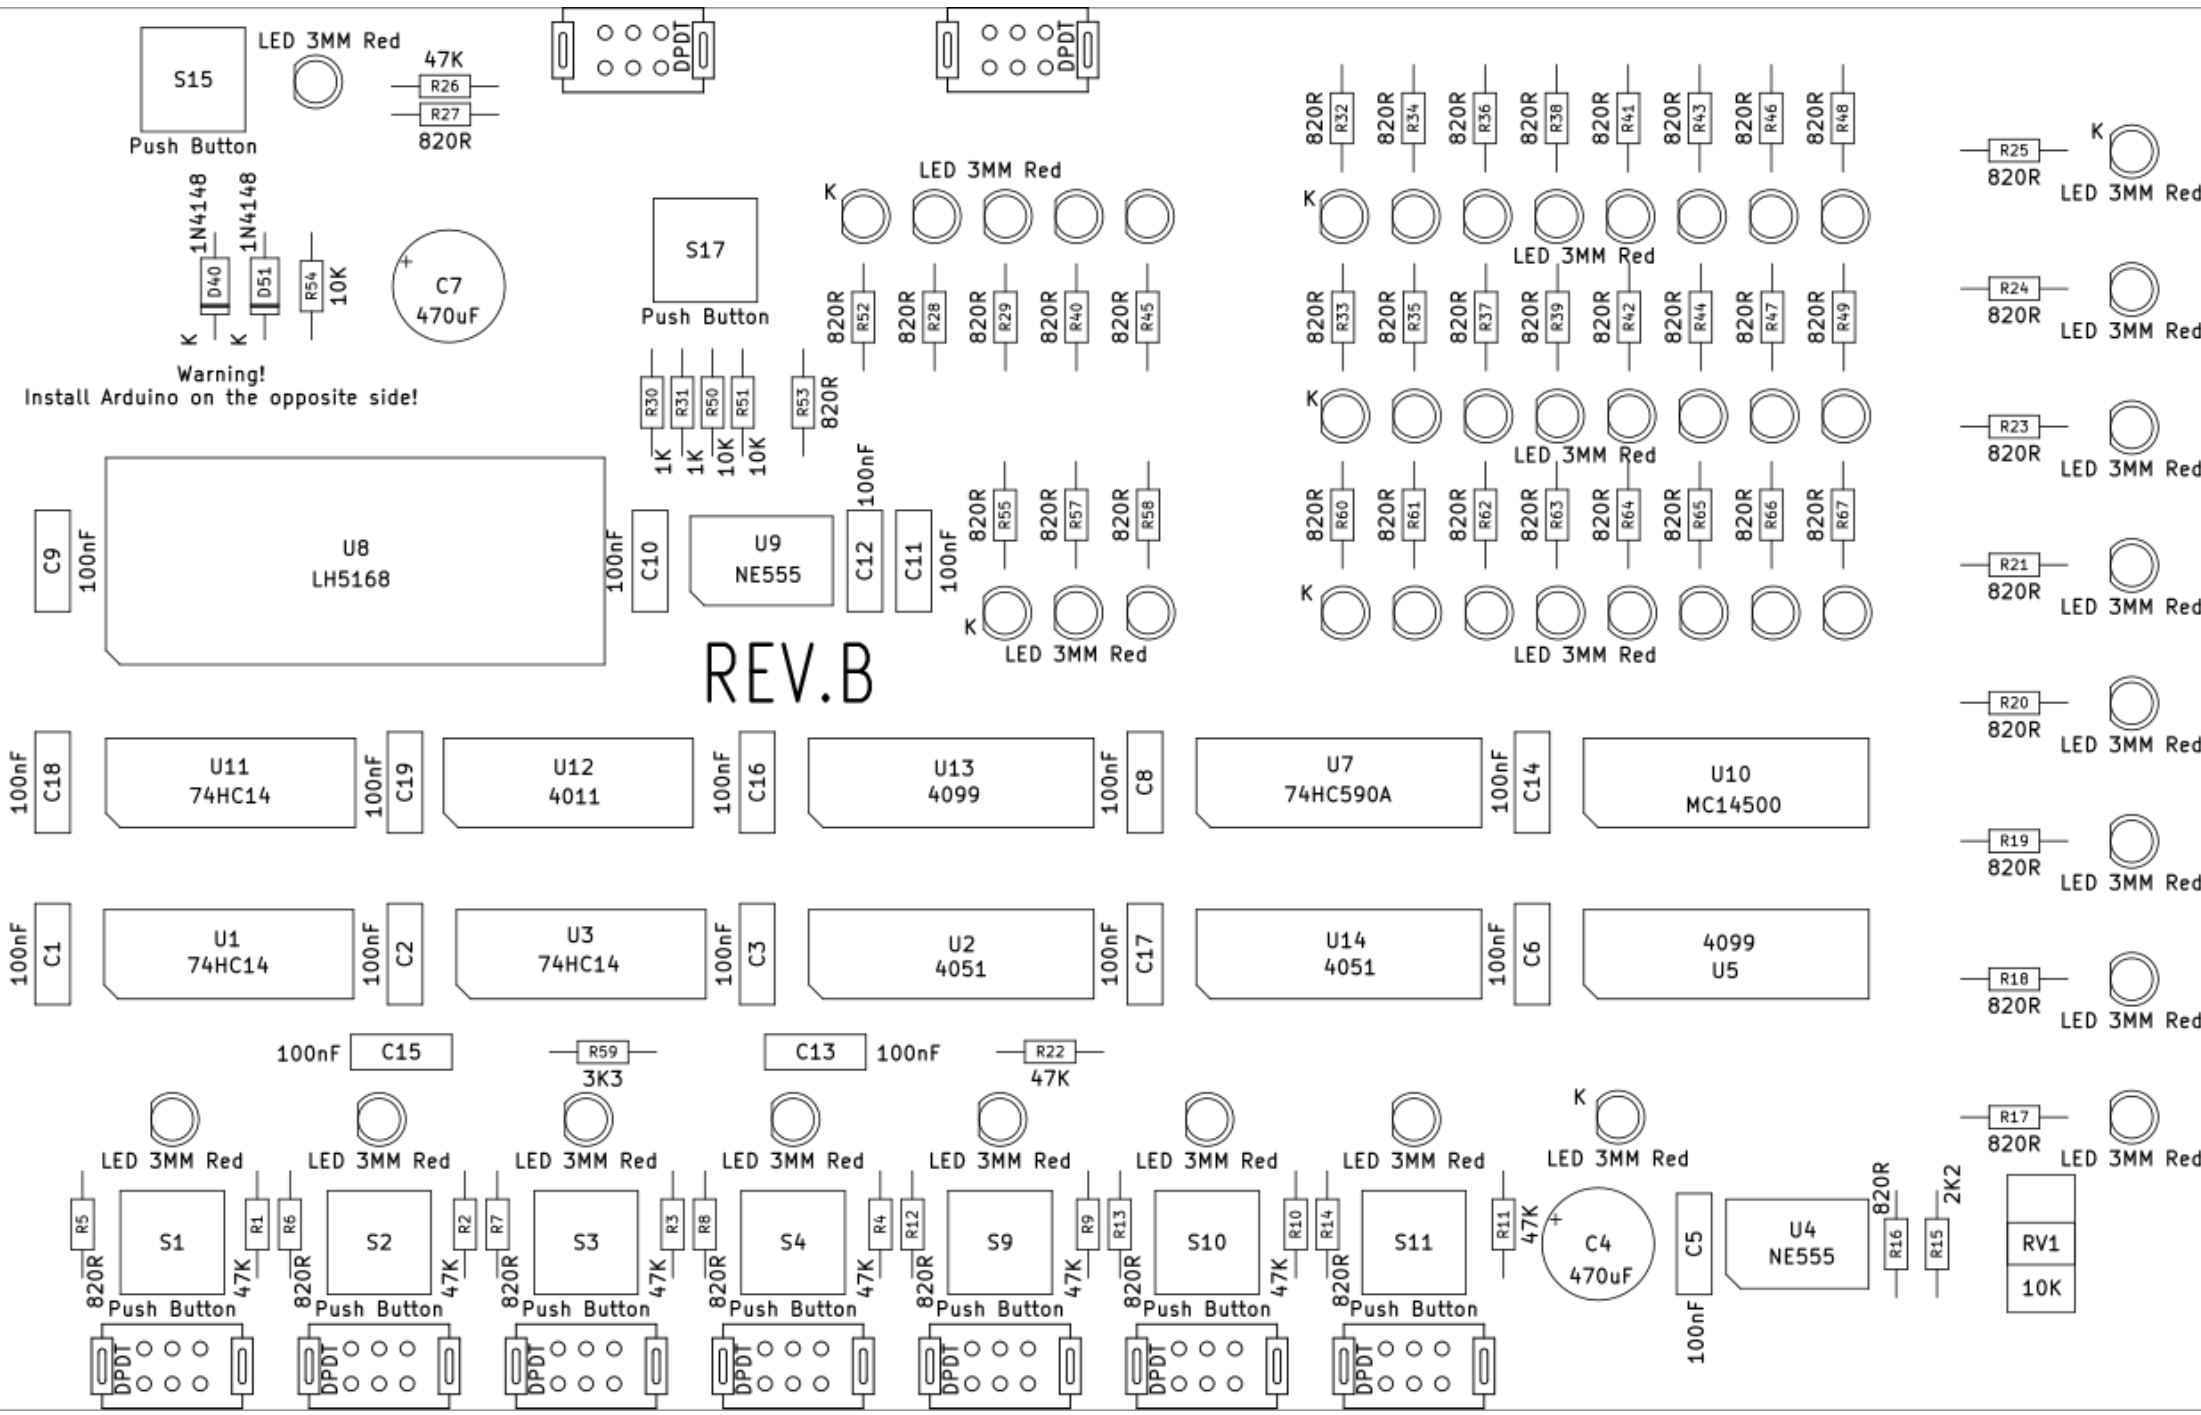 S15
Push Button
LED 3MM Red
47K
R26
R27
820R
DPDT
DPDT
820R
R32
820R
R34
820R
R36
820R
R38
820R
R41
820R
R43
820R
R46
820R
R48
R25
820R
K
LED 3MM Red
1N4148
D40
K
1N4148
D51
K
R54
10K
+
C7
470uF
S17
Push Button
LED 3MM Red
K
820R
R52
820R
R28
820R
R29
820R
R40
820R
R45
K
LED 3MM Red
820R
R33
820R
R35
820R
R37
820R
R39
820R
R42
820R
R44
820R
R47
820R
R49
R24
820R
LED 3MM Red
Warning!
Install Arduino on the opposite side!
R30
1K
R31
1K
R50
10K
R51
10K
R53
820R
K
LED 3MM Red
R23
820R
LED 3MM Red
C9
100nF
U8
LH5168
100nF
C10
U9
NE555
100nF
C12
C11
100nF
820R
R55
820R
R57
820R
R58
K
LED 3MM Red
820R
R60
820R
R61
820R
R62
820R
R63
820R
R64
820R
R65
820R
R66
820R
R67
K
LED 3MM Red
R21
820R
LED 3MM Red
REV.B
R20
820R
LED 3MM Red
100nF
C18
U11
74HC14
100nF
C19
U12
4011
100nF
C16
U13
4099
100nF
C8
U7
74HC590A
100nF
C14
U10
MC14500
R19
820R
LED 3MM Red
100nF
C1
U1
74HC14
100nF
C2
U3
74HC14
100nF
C3
U2
4051
100nF
C17
U14
4051
100nF
C6
4099
U5
R18
820R
LED 3MM Red
100nF
C15
R59
3K3
C13
100nF
R22
47K
LED 3MM Red
LED 3MM Red
LED 3MM Red
LED 3MM Red
LED 3MM Red
LED 3MM Red
LED 3MM Red
K
LED 3MM Red
R17
820R
LED 3MM Red
R5
820R
S1
Push Button
R1
47K
R6
820R
S2
Push Button
R2
47K
R7
820R
S3
Push Button
R3
47K
R8
820R
S4
Push Button
R4
47K
R12
820R
S9
Push Button
R9
47K
R13
820R
S10
Push Button
R10
47K
R14
820R
S11
Push Button
R11
47K
+
C4
470uF
C5
100nF
U4
NE555
820R
R16
2K2
R15
RV1
10K
DPDT
DPDT
DPDT
DPDT
DPDT
DPDT
DPDT